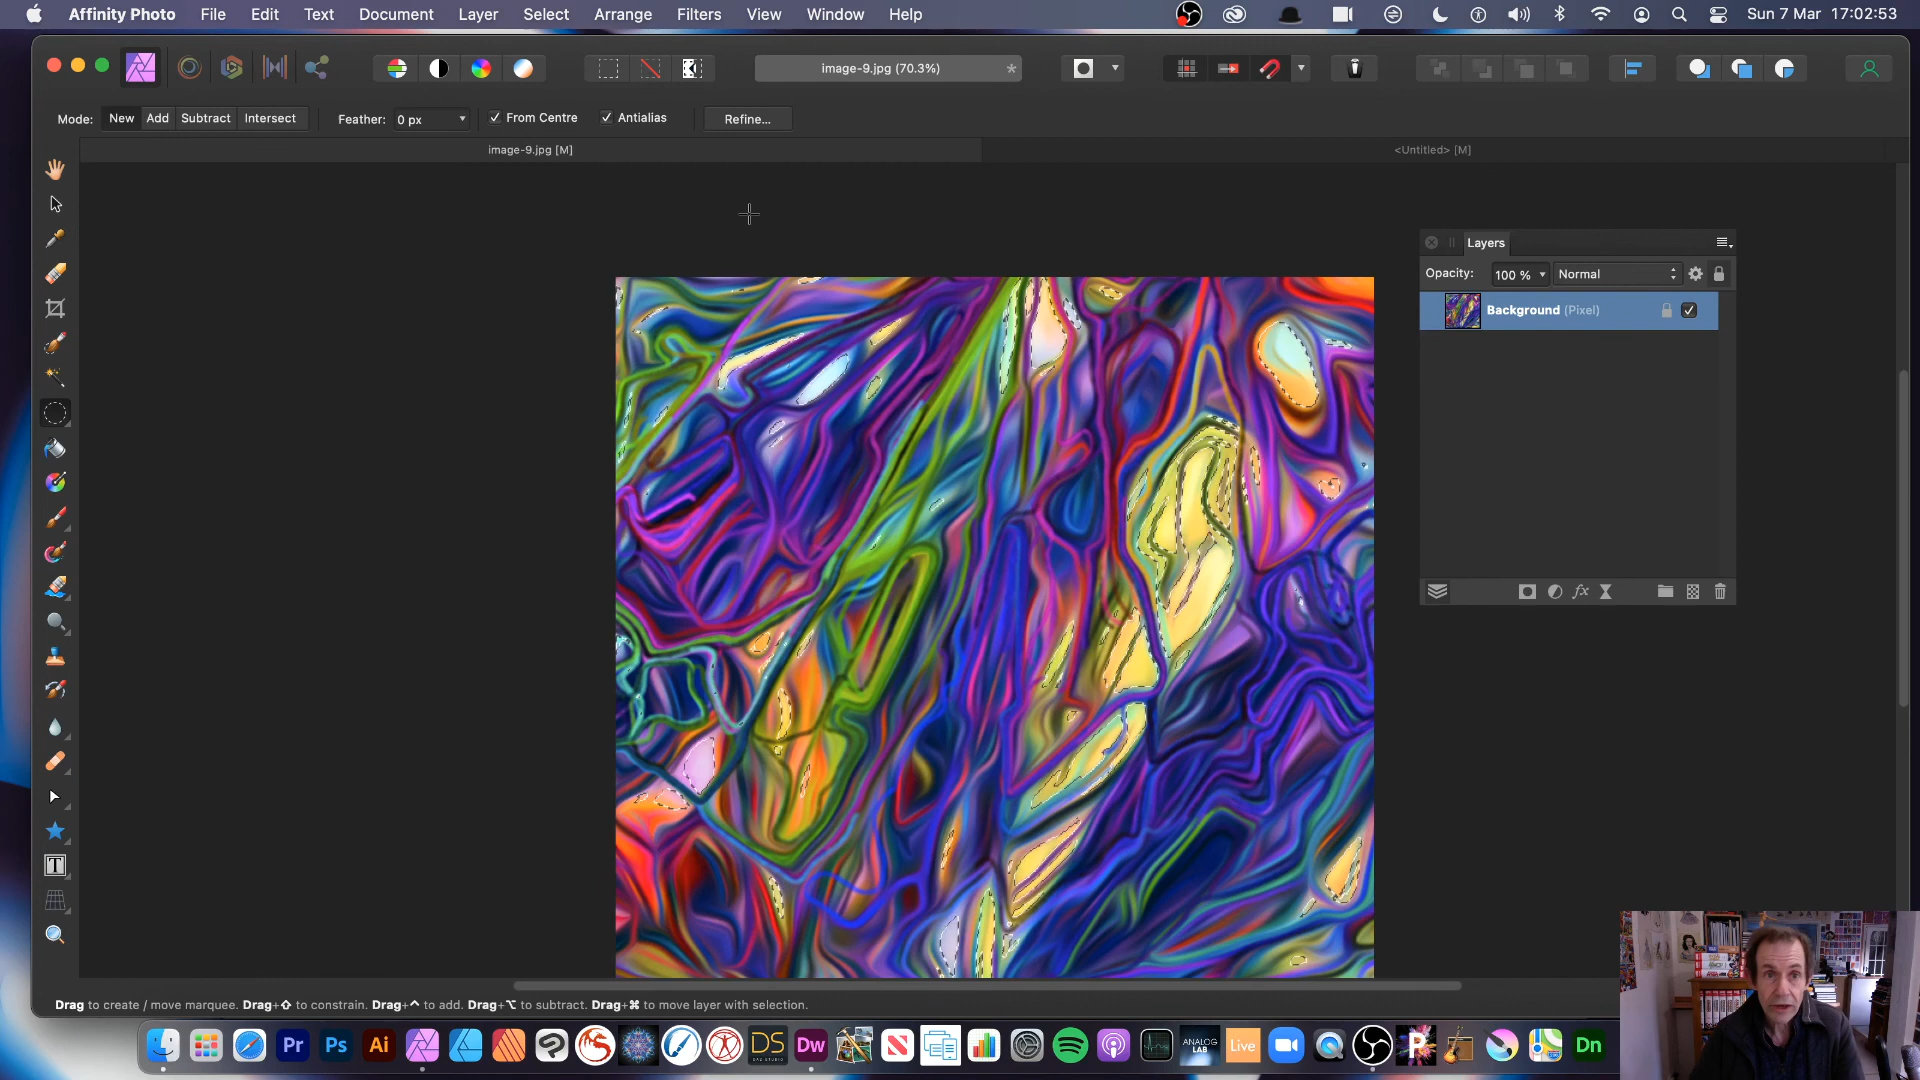 Affinity Photo File Edit Text Document Layer Select Arrange Filters View Window Help Sun 7 Mar 17:02:53
image-9.jpg (70.3%) *
Mode: New Add Subtract Intersect Feather: 0 px From Centre Antialias Refine...
image-9.jpg [M] <Untitled> [M]
Layers
Opacity: 100 % Normal
Background (Pixel)
T
Drag to create / move marquee. Drag+⇧ to constrain. Drag+⌃ to add. Drag+⌥ to subtract. Drag+⌘ to move layer with selection.
Pr Ps Ai DS Dw ANALOG LAB Live P Dn